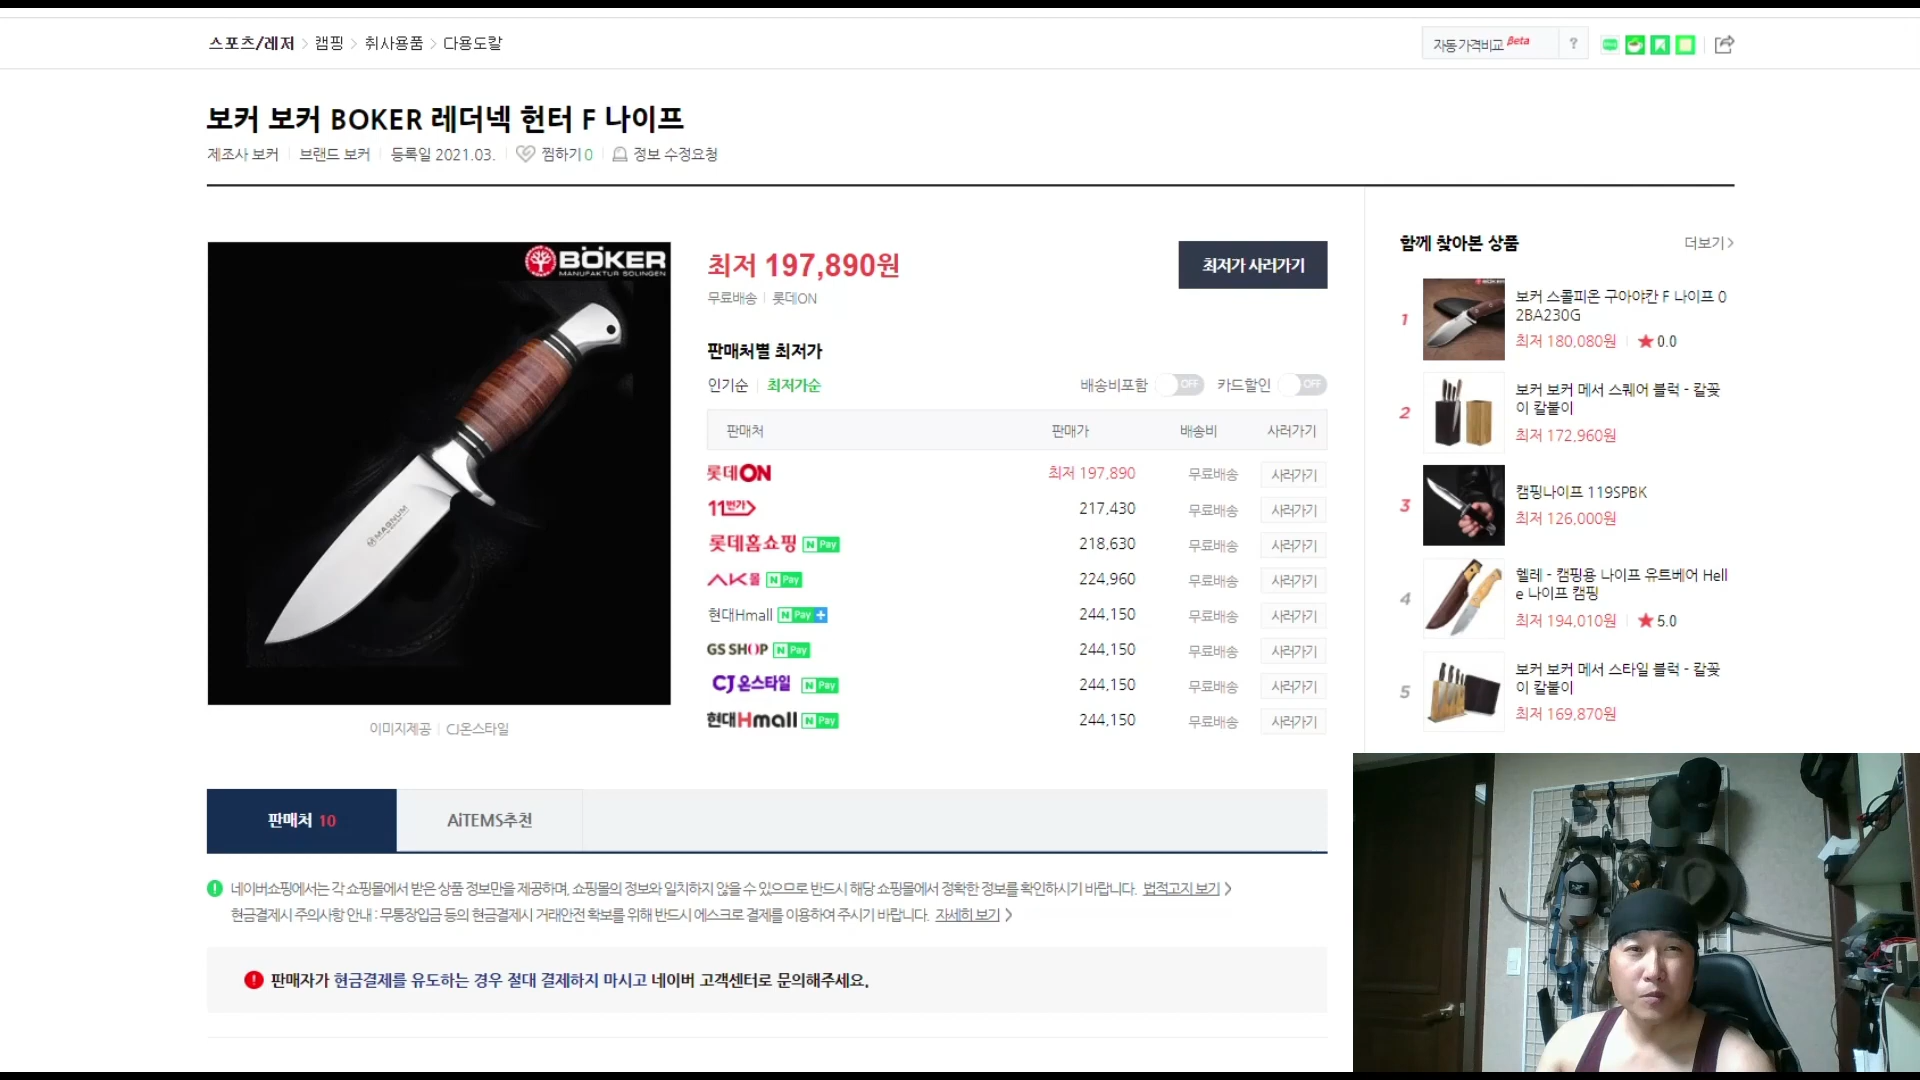 스포츠/레저 > 캠핑 > 취사용품 > 다용도칼
자동가격비교 Beta ?
보커 보커 BOKER 레더넥 헌터 F 나이프
제조사 보커 브랜드 보커 등록일 2021.03. 찜하기 0 정보 수정요청
BÖKER
MANUFAKTUR SOLINGEN
MAGNUM
이미지제공 CJ온스타일
최저 197,890원
최저가 사러가기
무료배송 롯데ON
판매처별 최저가
인기순 최저가순 배송비포함 OFF 카드할인 OFF
판매처 판매가 배송비 사러가기
롯데ON 최저 197,890 무료배송 사러가기
11번가 217,430 무료배송 사러가기
롯데홈쇼핑 N Pay 218,630 무료배송 사러가기
AK몰 N Pay 224,960 무료배송 사러가기
현대Hmall N Pay + 244,150 무료배송 사러가기
GS SHOP N Pay 244,150 무료배송 사러가기
CJ온스타일 N Pay 244,150 무료배송 사러가기
현대Hmall N Pay 244,150 무료배송 사러가기
함께 찾아본 상품 더보기 >
1
보커 스콜피온 구아야칸 F 나이프 0
2BA230G
최저 180,080원 ★ 0.0
2
보커 보커 메서 스퀘어 블럭 - 칼꽂
이 칼붙이
최저 172,960원
3
캠핑나이프 119SPBK
최저 126,000원
4
헬레 - 캠핑용 나이프 유트베어 Hell
e 나이프 캠핑
최저 194,010원 ★ 5.0
5
보커 보커 메서 스타일 블럭 - 칼꽂
이 칼붙이
최저 169,870원
판매처 10 AiTEMS추천
네이버쇼핑에서는 각 쇼핑몰에서 받은 상품 정보만을 제공하며, 쇼핑몰의 정보와 일치하지 않을 수 있으므로 반드시 해당 쇼핑몰에서 정확한 정보를 확인하시기 바랍니다. 법적고지 보기 >
현금결제시 주의사항 안내 : 무통장입금 등의 현금결제시 거래안전 확보를 위해 반드시 에스크로 결제를 이용하여 주시기 바랍니다. 자세히 보기 >
판매자가 현금결제를 유도하는 경우 절대 결제하지 마시고 네이버 고객센터로 문의해주세요.